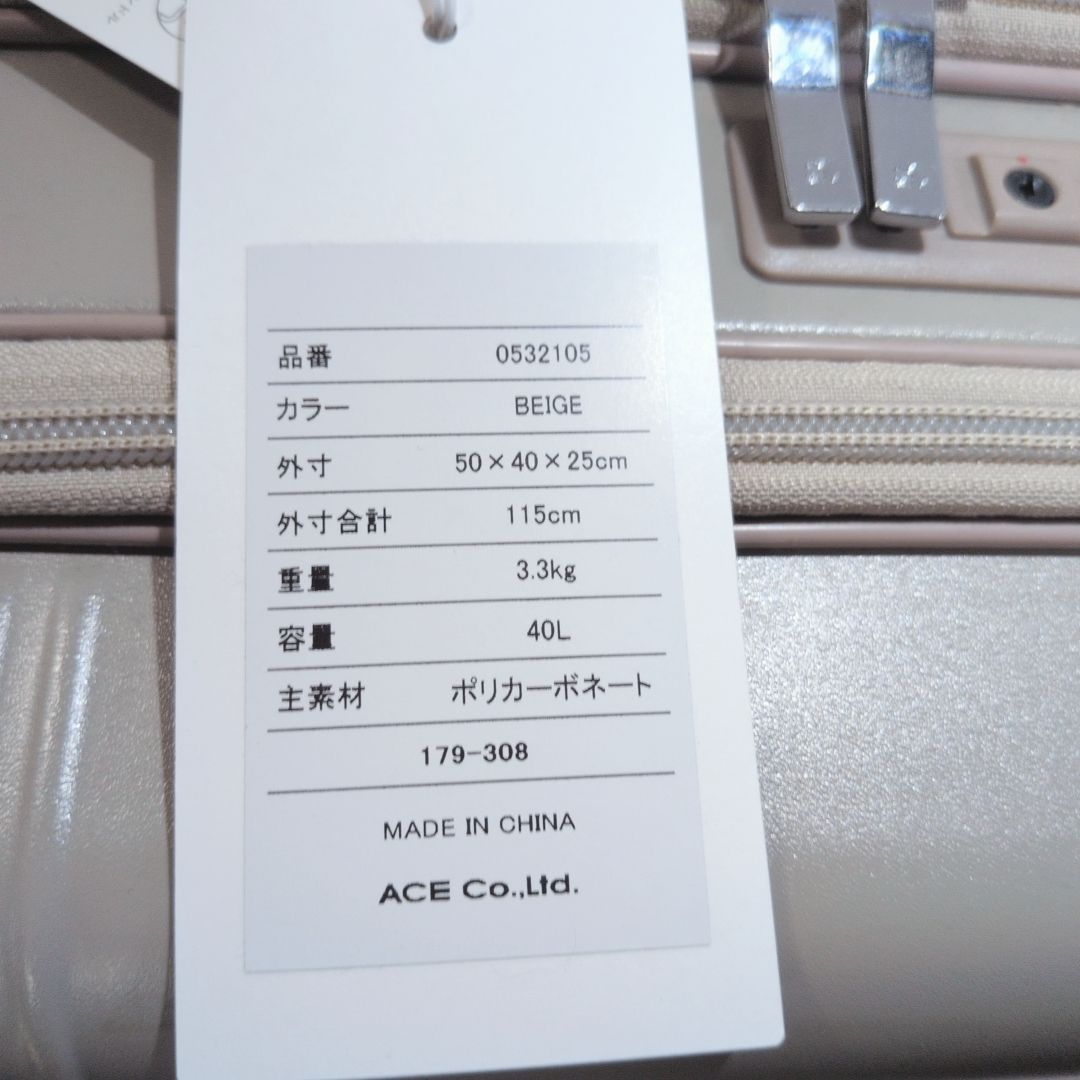 品番 0532105
カラー BEIGE
外寸 50×40×25cm
外寸合計 115cm
重量 3.3kg
容量 40L
主素材 ポリカーボネート
179-308
MADE IN CHINA
ACE Co.,Ltd.